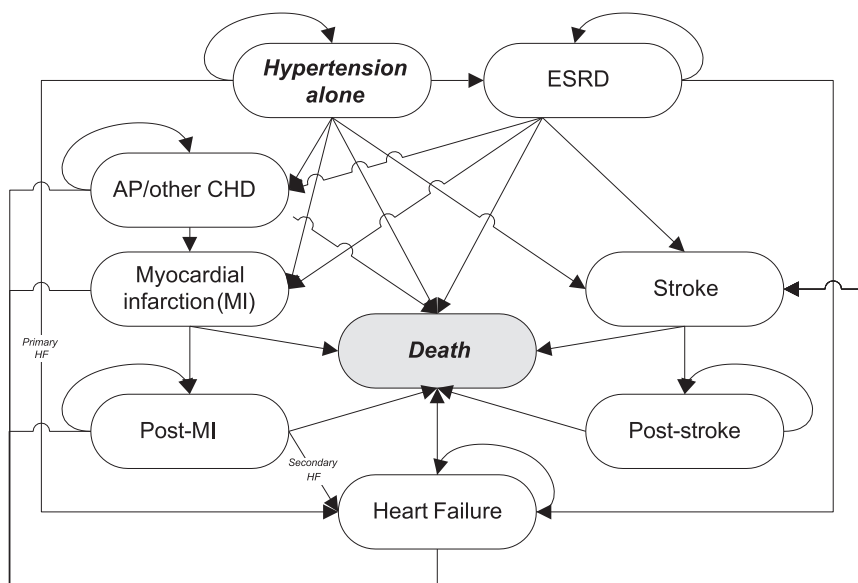 Hypertension
alone
ESRD
AP/other CHD
Myocardial
infarction (MI)
Stroke
Primary
HF
Death
Post-MI
Post-stroke
Secondary
HF
Heart Failure